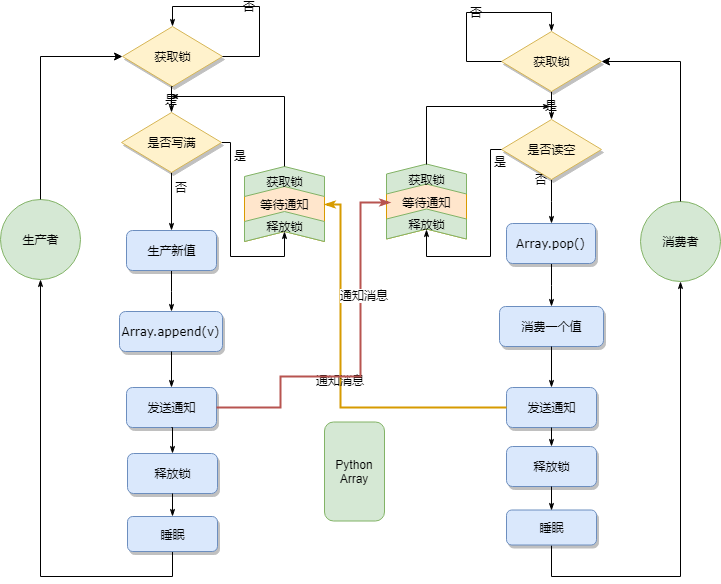 否
获取锁
是
是否写满
是
否
获取锁
等待通知
释放锁
生产者
生产新值
Array.append(v)
发送通知
释放锁
睡眠
通知消息
通知消息
Python
Array
否
获取锁
是
是否读空
是
否
获取锁
等待通知
释放锁
消费者
Array.pop()
消费一个值
发送通知
释放锁
睡眠